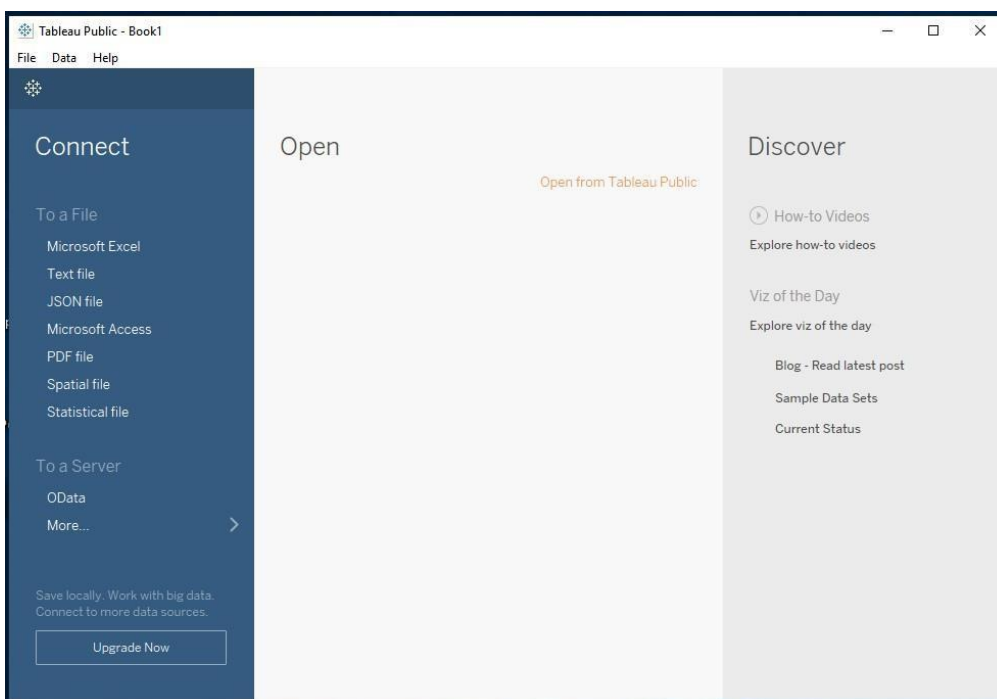 Tableau Public - Book1
File Data Help
Connect
To a File
Microsoft Excel
Text file
JSON file
Microsoft Access
PDF file
Spatial file
Statistical file
To a Server
OData
More...
Save locally. Work with big data.
Connect to more data sources.
Upgrade Now
Open
Open from Tableau Public
Discover
How-to Videos
Explore how-to videos
Viz of the Day
Explore viz of the day
Blog - Read latest post
Sample Data Sets
Current Status